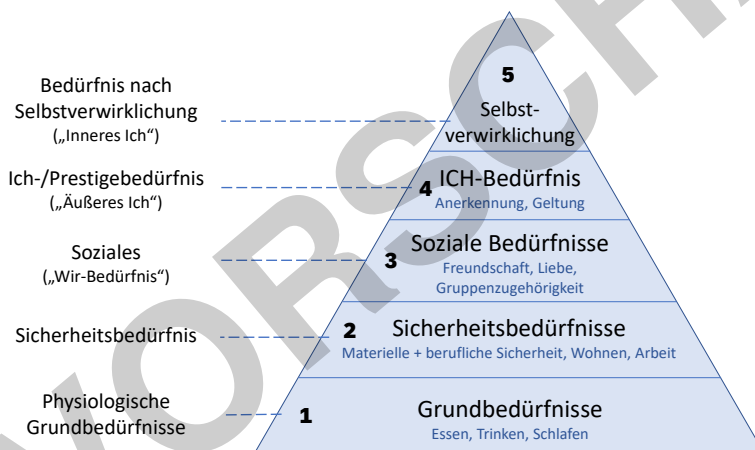 Bedürfnis nach
Selbstverwirklichung
(„Inneres Ich“)
5
Selbst-
verwirklichung
Ich-/Prestigebedürfnis
(„Äußeres Ich“)
4 ICH-Bedürfnis
Anerkennung, Geltung
Soziales
(„Wir-Bedürfnis“)
3
Soziale Bedürfnisse
Freundschaft, Liebe,
Gruppenzugehörigkeit
Sicherheitsbedürfnis
2 Sicherheitsbedürfnisse
Materielle + berufliche Sicherheit, Wohnen, Arbeit
Physiologische
Grundbedürfnisse
1
Grundbedürfnisse
Essen, Trinken, Schlafen
VORSCH